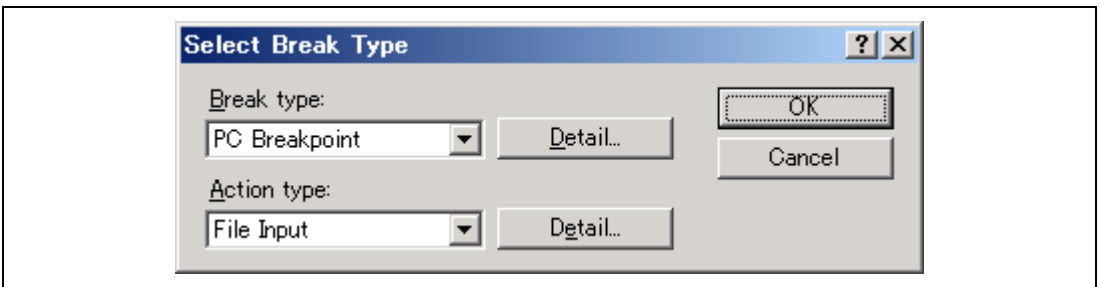 Select Break Type
Break type:
PC Breakpoint
Detail...
OK
Cancel
Action type:
File Input
Detail...